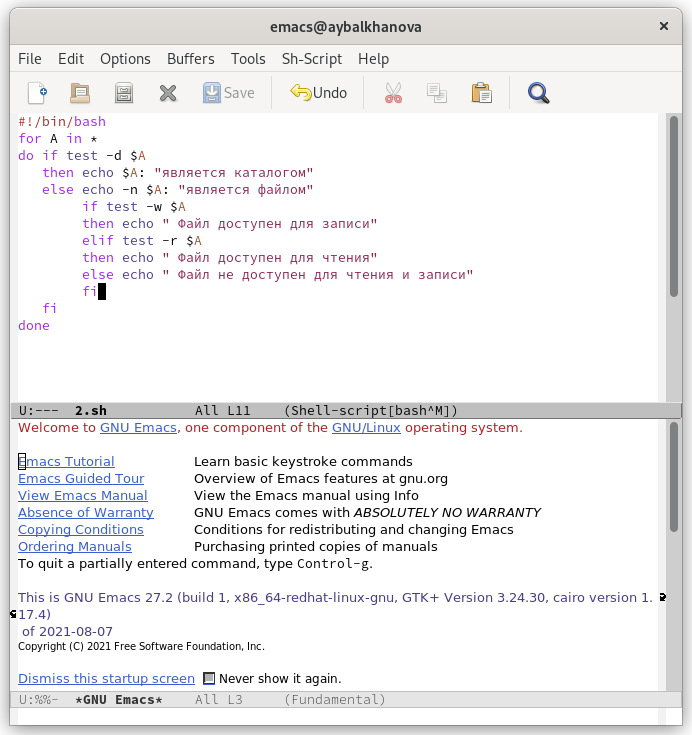 emacs@aybalkhanova ×
File Edit Options Buffers Tools Sh-Script Help
Save Undo
#!/bin/bash
for A in *
do if test -d $A
then echo $A: "является каталогом"
else echo -n $A: "является файлом"
if test -w $A
then echo " Файл доступен для записи"
elif test -r $A
then echo " Файл доступен для чтения"
else echo " Файл не доступен для чтения и записи"
fi
fi
done
U:--- 2.sh All L11 (Shell-script[bash^M])
Welcome to GNU Emacs, one component of the GNU/Linux operating system.
Emacs Tutorial Learn basic keystroke commands
Emacs Guided Tour Overview of Emacs features at gnu.org
View Emacs Manual View the Emacs manual using Info
Absence of Warranty GNU Emacs comes with ABSOLUTELY NO WARRANTY
Copying Conditions Conditions for redistributing and changing Emacs
Ordering Manuals Purchasing printed copies of manuals
To quit a partially entered command, type Control-g.
This is GNU Emacs 27.2 (build 1, x86_64-redhat-linux-gnu, GTK+ Version 3.24.30, cairo version 1.
17.4)
of 2021-08-07
Copyright (C) 2021 Free Software Foundation, Inc.
Dismiss this startup screen Never show it again.
U:%%- *GNU Emacs* All L3 (Fundamental)